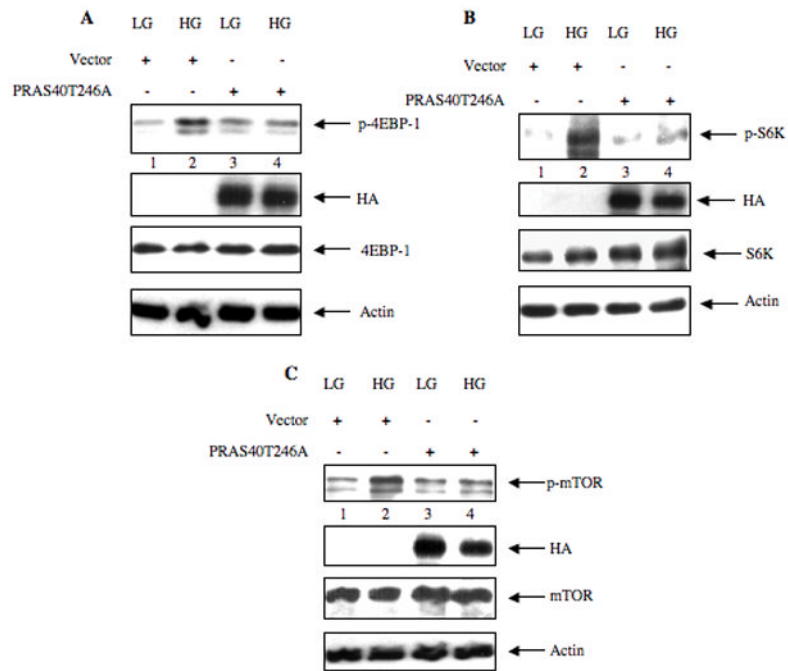 A
LG HG LG HG
Vector + + - -
PRAS40T246A - - + +
p-4EBP-1
1 2 3 4
HA
4EBP-1
Actin
B
LG HG LG HG
Vector + + - -
PRAS40T246A - - + +
p-S6K
1 2 3 4
HA
S6K
Actin
C
LG HG LG HG
Vector + + - -
PRAS40T246A - - + +
p-mTOR
1 2 3 4
HA
mTOR
Actin